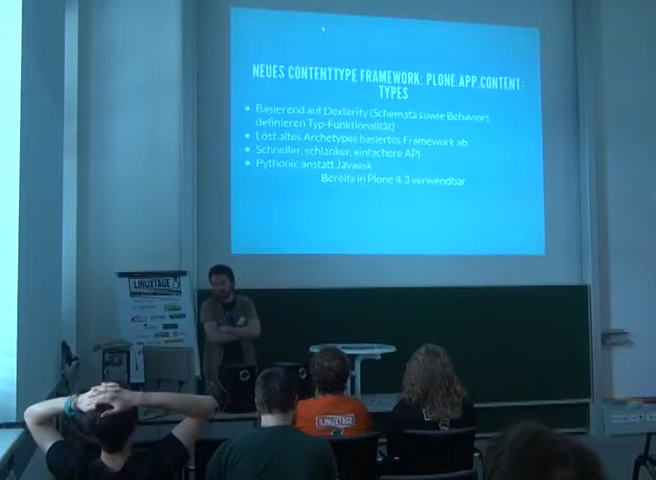 NEUES CONTENTTYPE FRAMEWORK: PLONE.APP.CONTENT-
TYPES
Basierend auf Dexterity (Schemata sowie Behaviors
definieren Typ-Funktionalität)
Löst altes Archetypes basiertes Framework ab
Schneller, schlanker, einfachere API
Pythonic anstatt Javaesk
Bereits in Plone 4.3 verwendbar
LINUXTAGE
LINUXTAGE